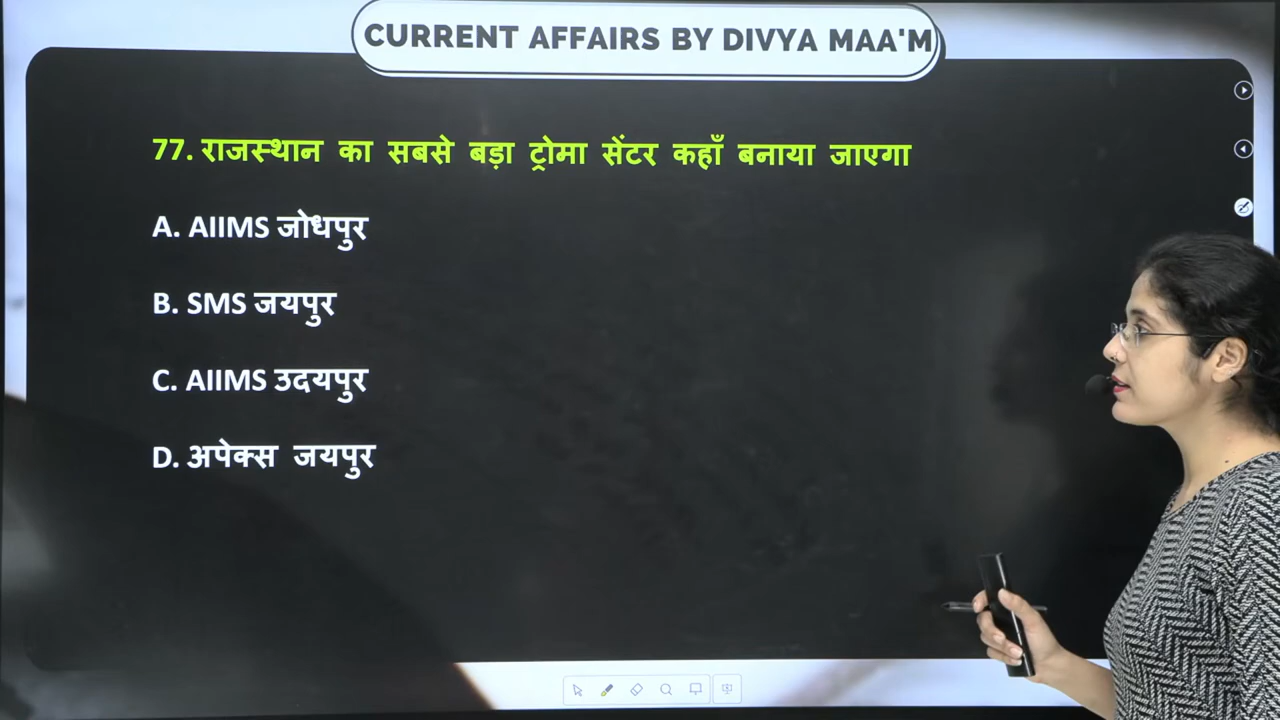 CURRENT AFFAIRS BY DIVYA MAA'M
77. राजस्थान का सबसे बड़ा ट्रोमा सेंटर कहाँ बनाया जाएगा
A. AIIMS जोधपुर
B. SMS जयपुर
C. AIIMS उदयपुर
D. अपेक्स जयपुर